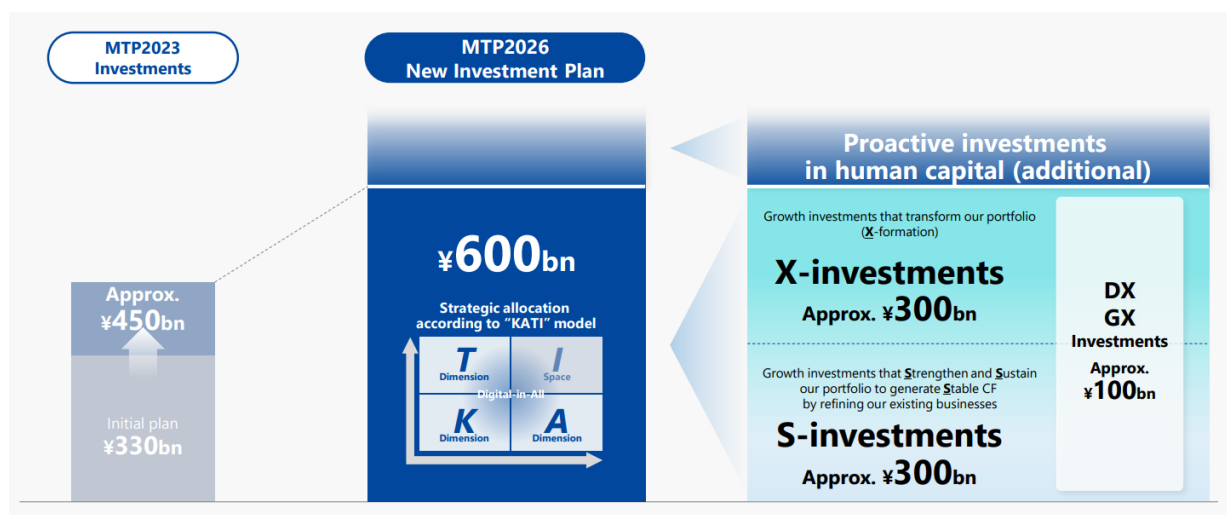 MTP2023
Investments
MTP2026
New Investment Plan
Approx.
¥450bn
Initial plan
¥330bn
¥600bn
Strategic allocation
according to “KATI” model
T
Dimension
I
Space
Digital-in-All
K
Dimension
A
Dimension
Proactive investments
in human capital (additional)
Growth investments that transform our portfolio
(X-formation)
X-investments
Approx. ¥300bn
Growth investments that Strengthen and Sustain
our portfolio to generate Stable CF
by refining our existing businesses
S-investments
Approx. ¥300bn
DX
GX
Investments
Approx.
¥100bn